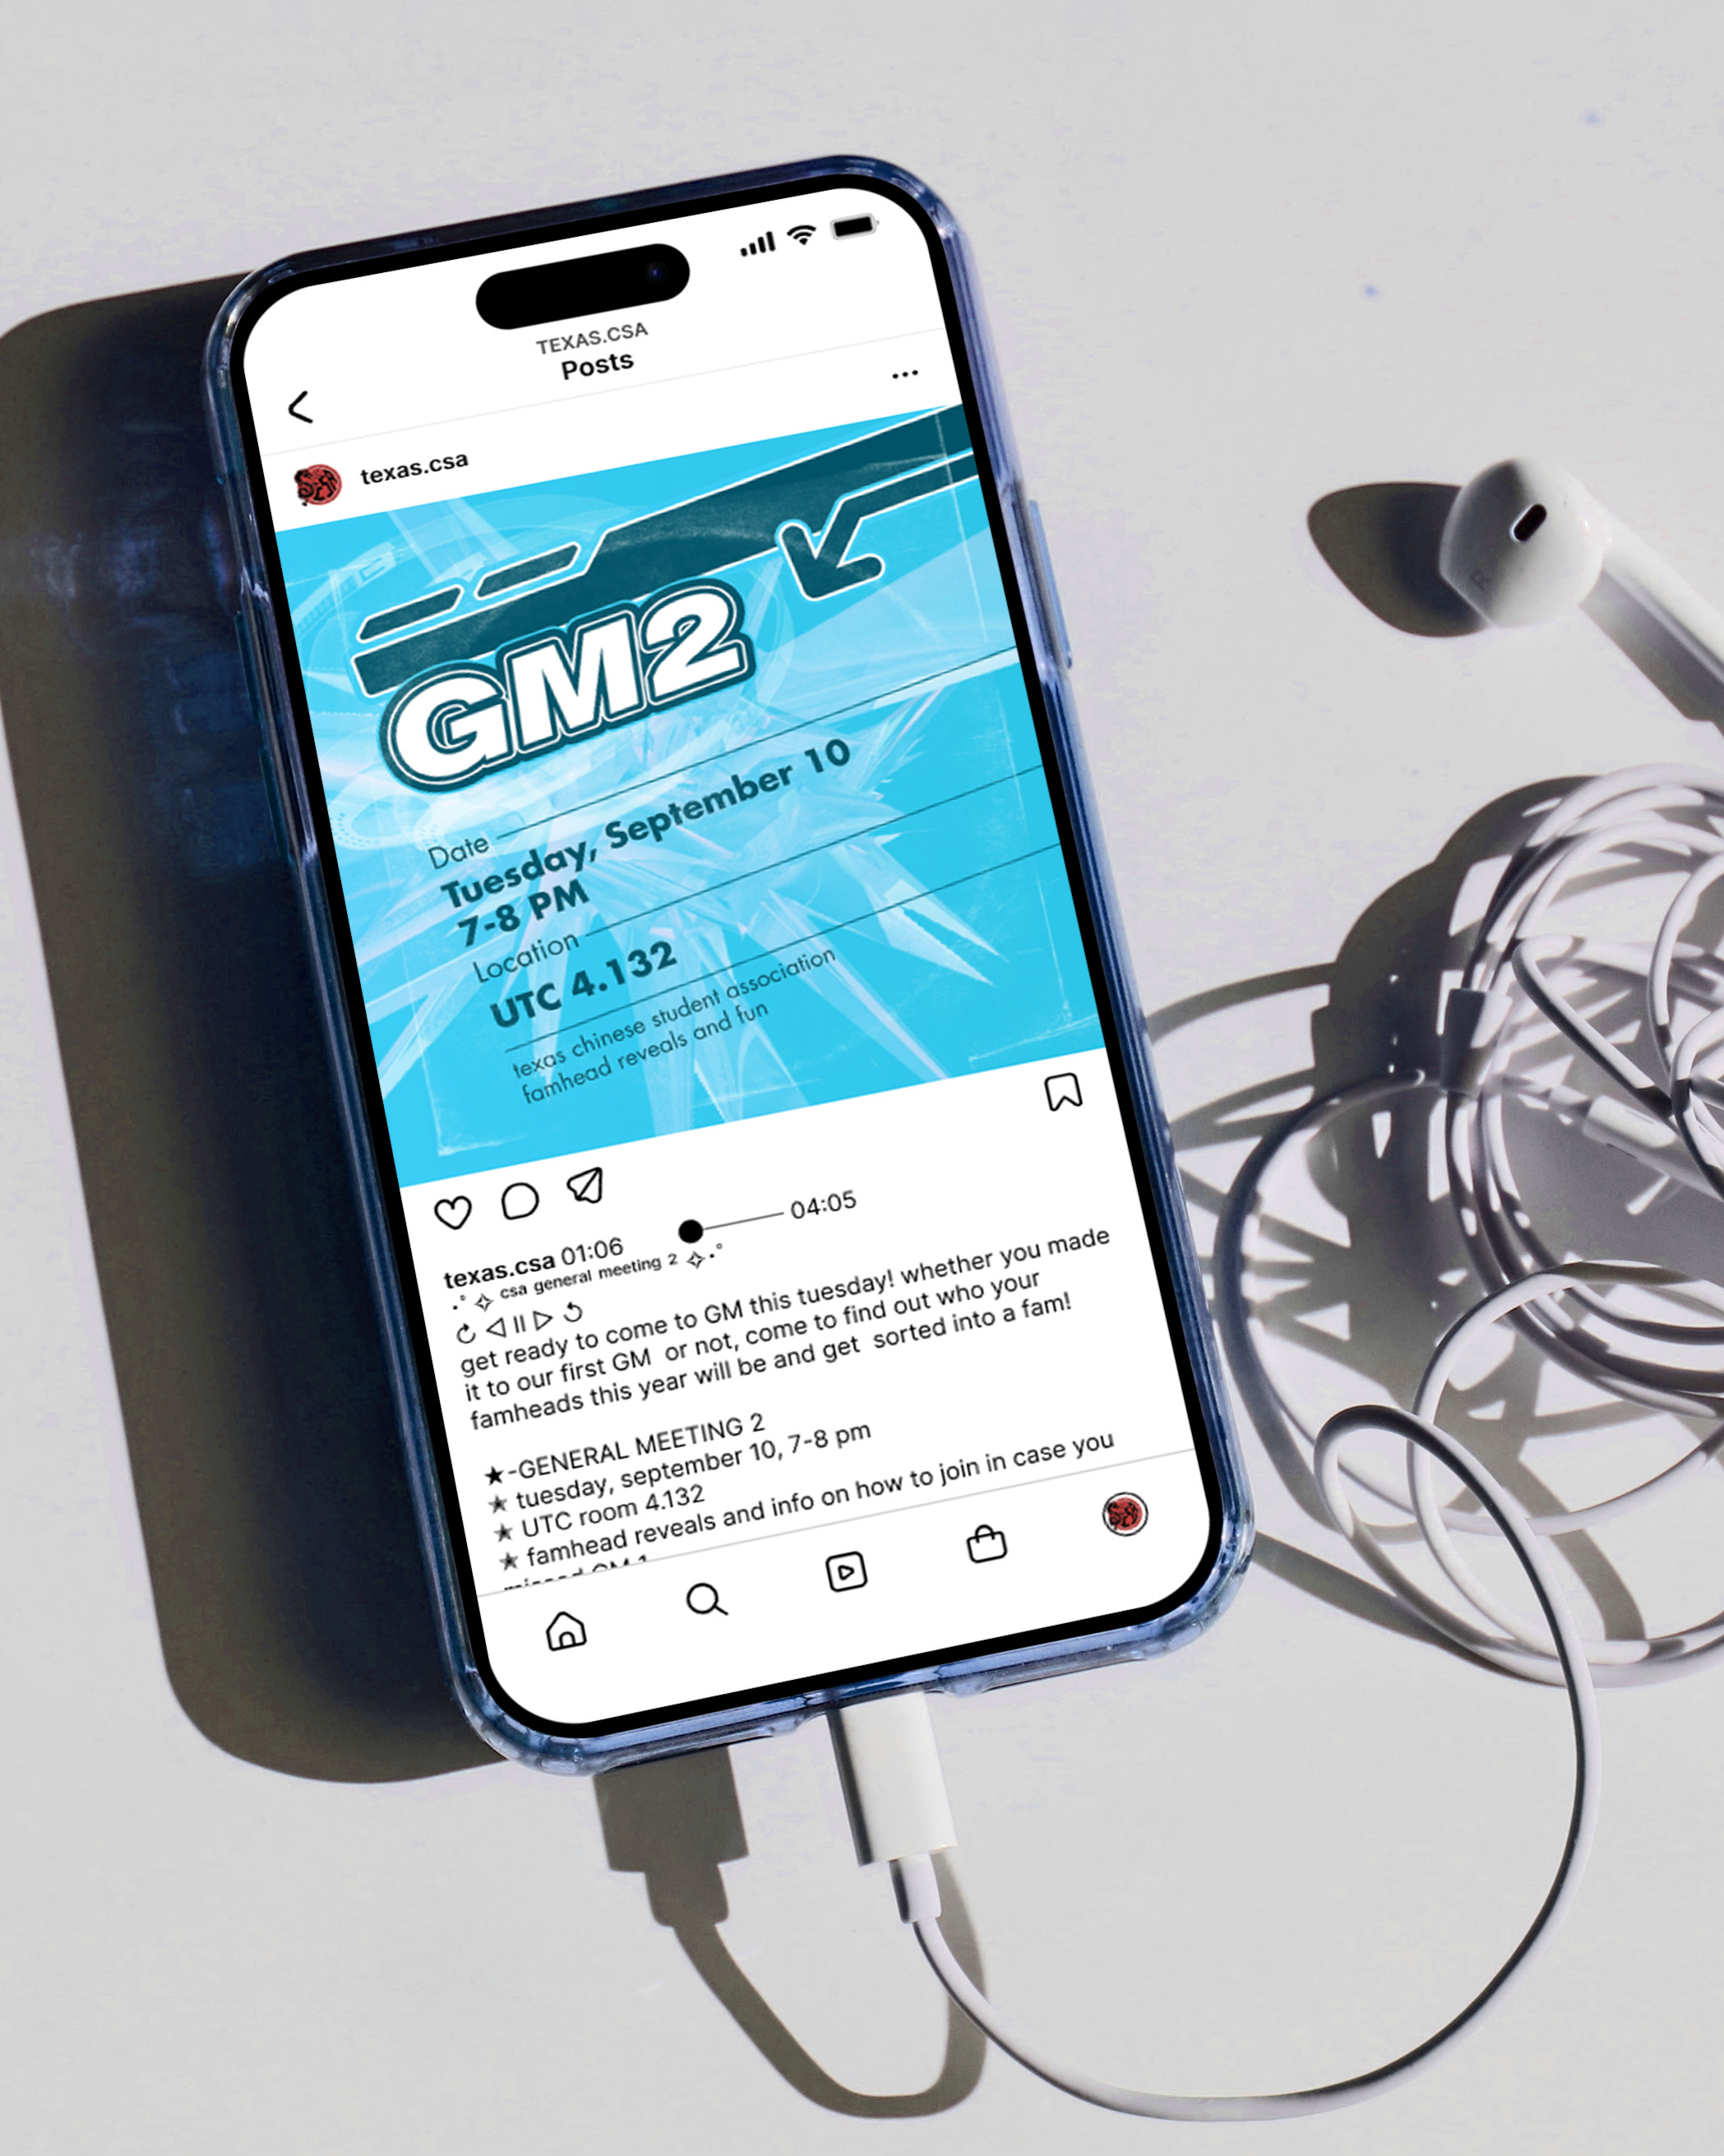 TEXAS.CSA
Posts
texas.csa
GM2
Date
Tuesday, September 10
7-8 PM
Location
UTC 4.132
texas chinese student association
famhead reveals and fun
texas.csa 01:06 ●——— 04:05
csa general meeting 2
get ready to come to GM this tuesday! whether you made
it to our first GM  or not, come to find out who your
famheads this year will be and get  sorted into a fam!
★-GENERAL MEETING 2
★ tuesday, september 10, 7-8 pm
★ UTC room 4.132
★ famhead reveals and info on how to join in case you
R